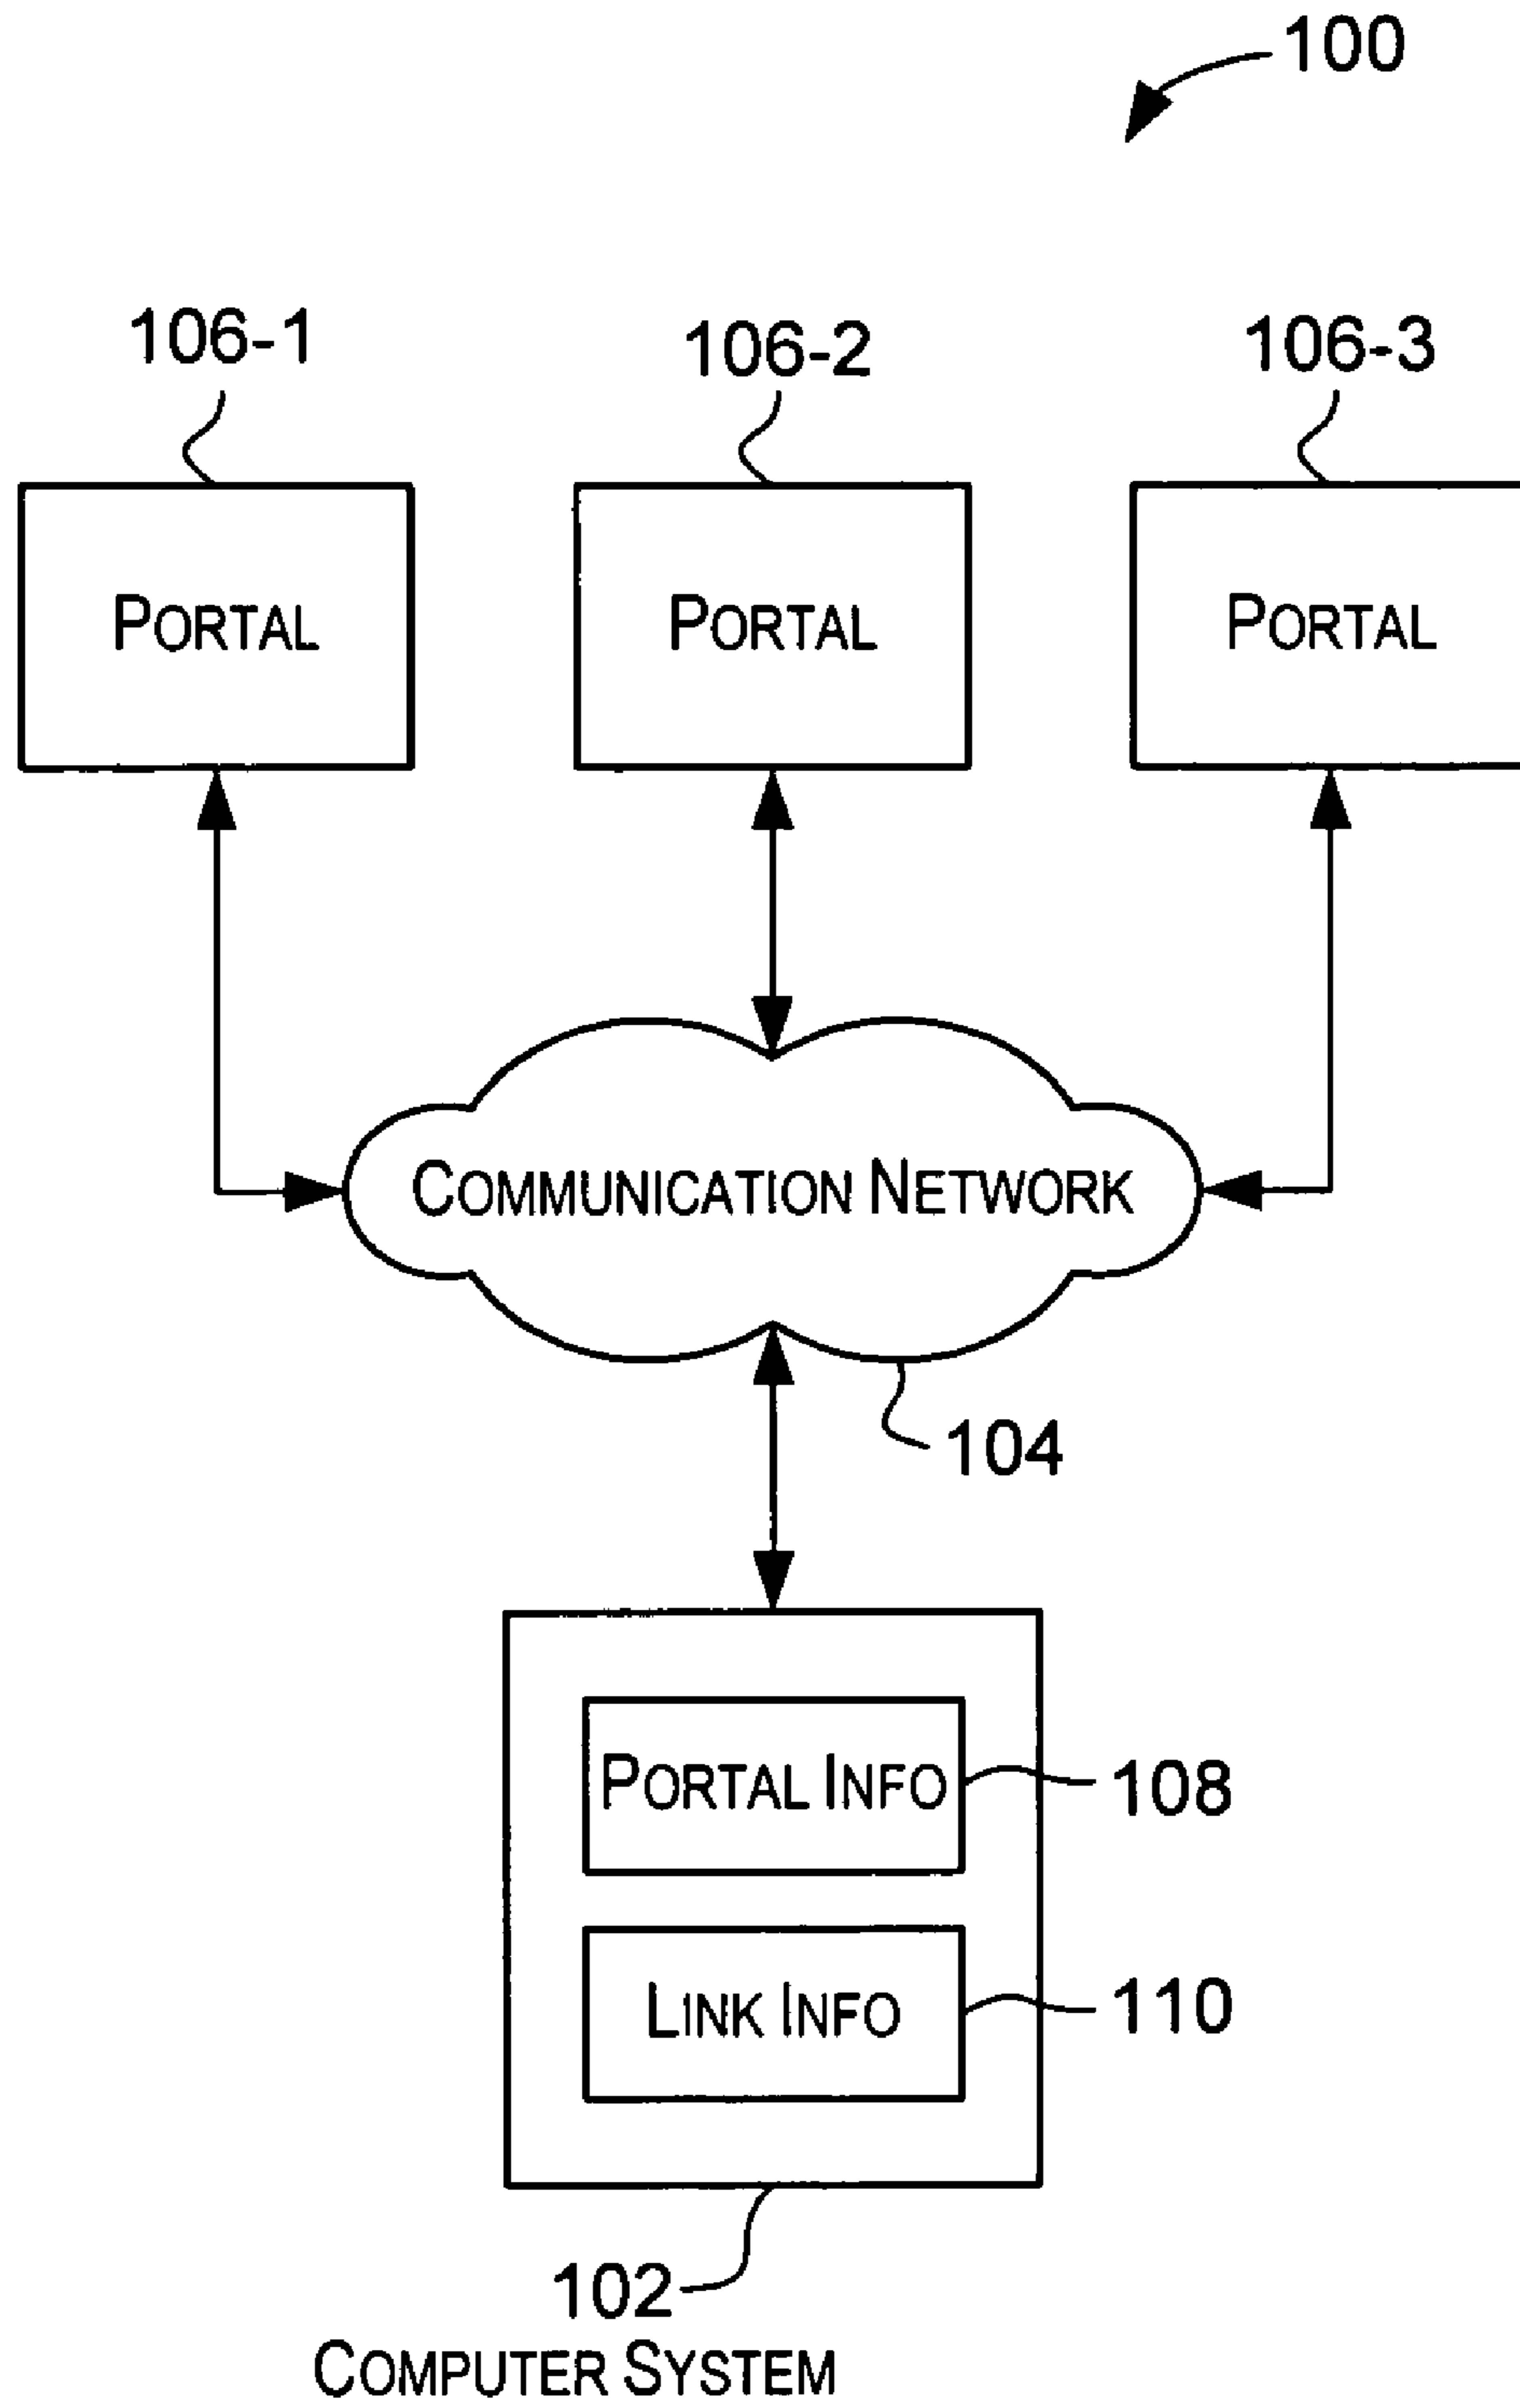 100
106-1
106-2
106-3
PORTAL
PORTAL
PORTAL
COMMUNICATION NETWORK
104
PORTAL INFO
108
LINK INFO
110
102
COMPUTER SYSTEM